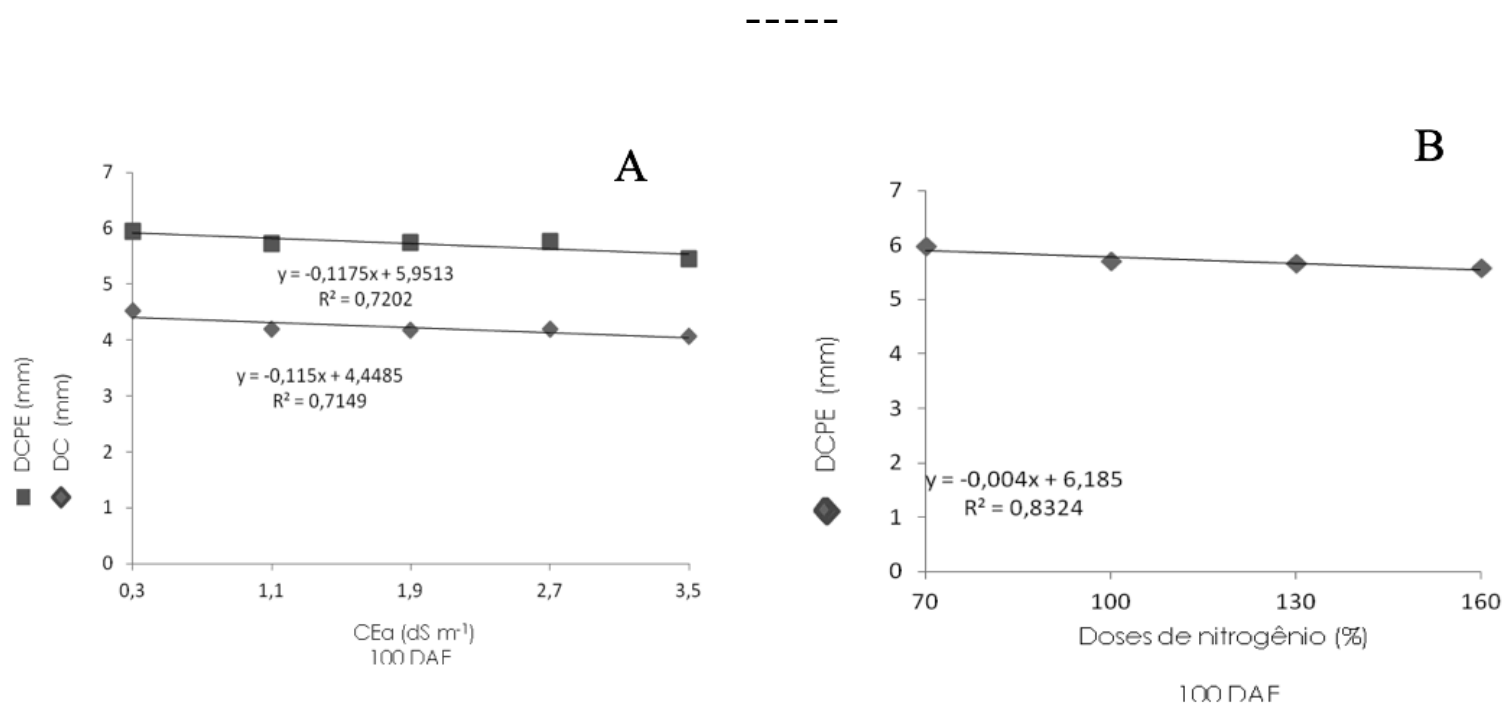 -----
A
7
6
5
4
3
2
1
0
y = -0,1175x + 5,9513
R² = 0,7202
y = -0,115x + 4,4485
R² = 0,7149
DCPE (mm)
DC (mm)
0,3 1,1 1,9 2,7 3,5
CEa (dS m-1)
100 DAE
B
7
6
5
4
3
2
1
0
y = -0,004x + 6,185
R² = 0,8324
DCPE (mm)
70 100 130 160
Doses de nitrogênio (%)
100 DAE